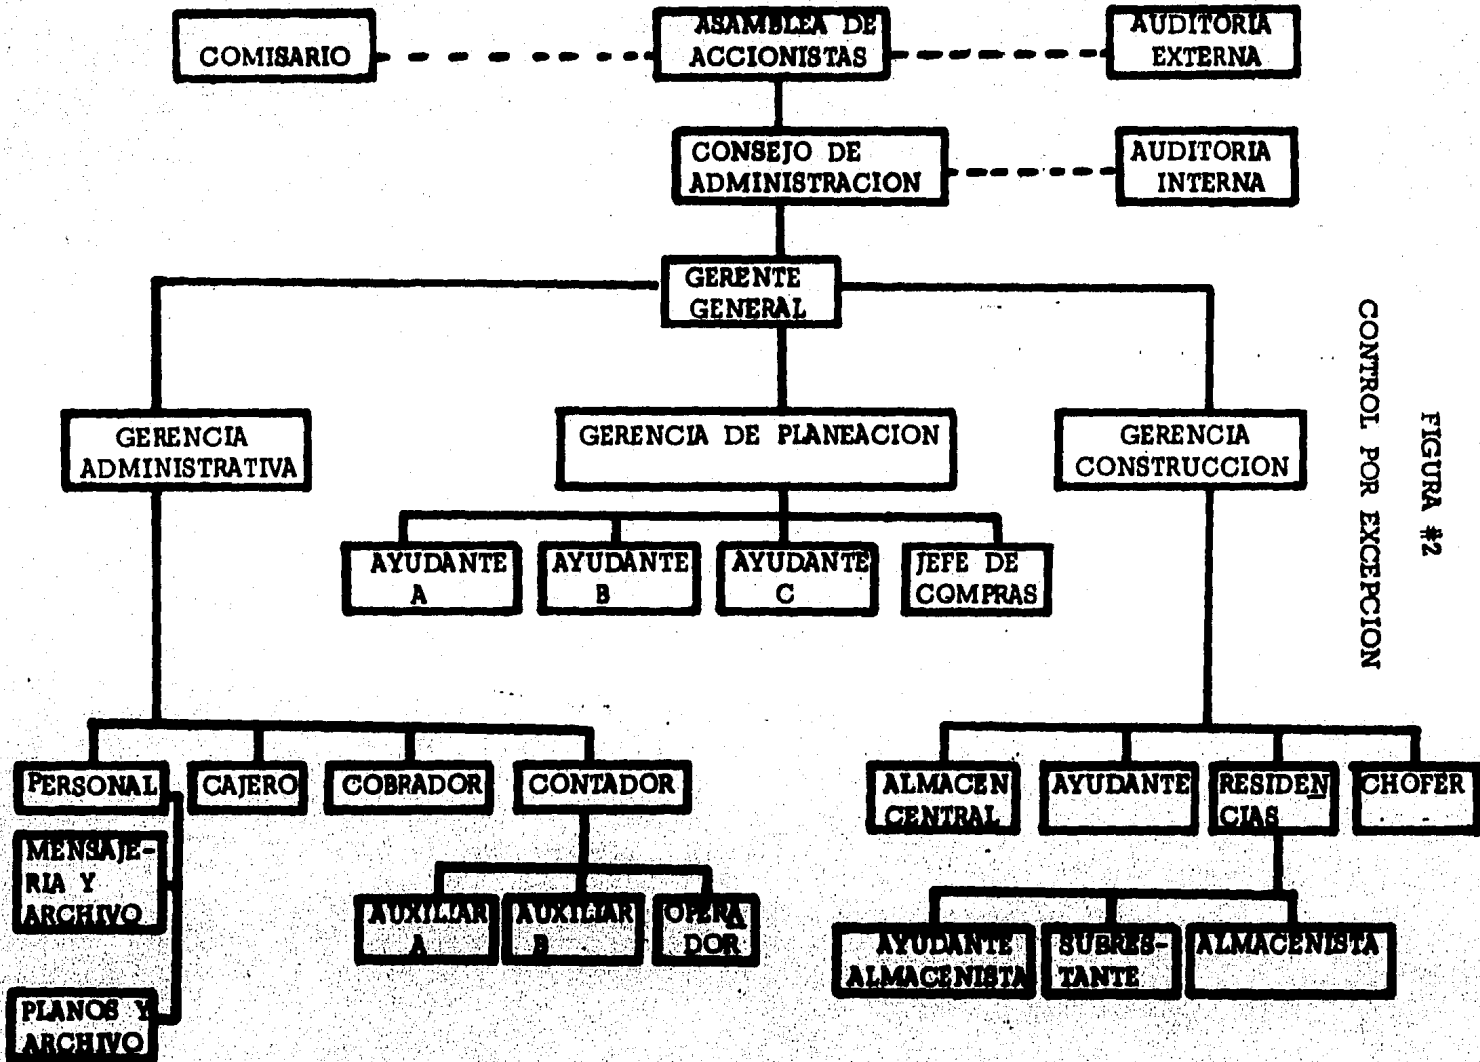 COMISARIO
ASAMBLEA DE
ACCIONISTAS
AUDITORIA
EXTERNA
CONSEJO DE
ADMINISTRACION
AUDITORIA
INTERNA
GERENTE
GENERAL
GERENCIA
ADMINISTRATIVA
GERENCIA DE PLANEACION
GERENCIA
CONSTRUCCION
AYUDANTE
A
AYUDANTE
B
AYUDANTE
C
JEFE DE
COMPRAS
PERSONAL
CAJERO
COBRADOR
CONTADOR
ALMACEN
CENTRAL
AYUDANTE
RESIDEN
CIAS
CHOFER
MENSAJE-
RIA Y
ARCHIVO
PLANOS Y
ARCHIVO
AUXILIAR
A
AUXILIAR
B
OPERA
DOR
AYUDANTE
ALMACENISTA
SUBRES-
TANTE
ALMACENISTA
FIGURA #2
CONTROL POR EXCEPCION